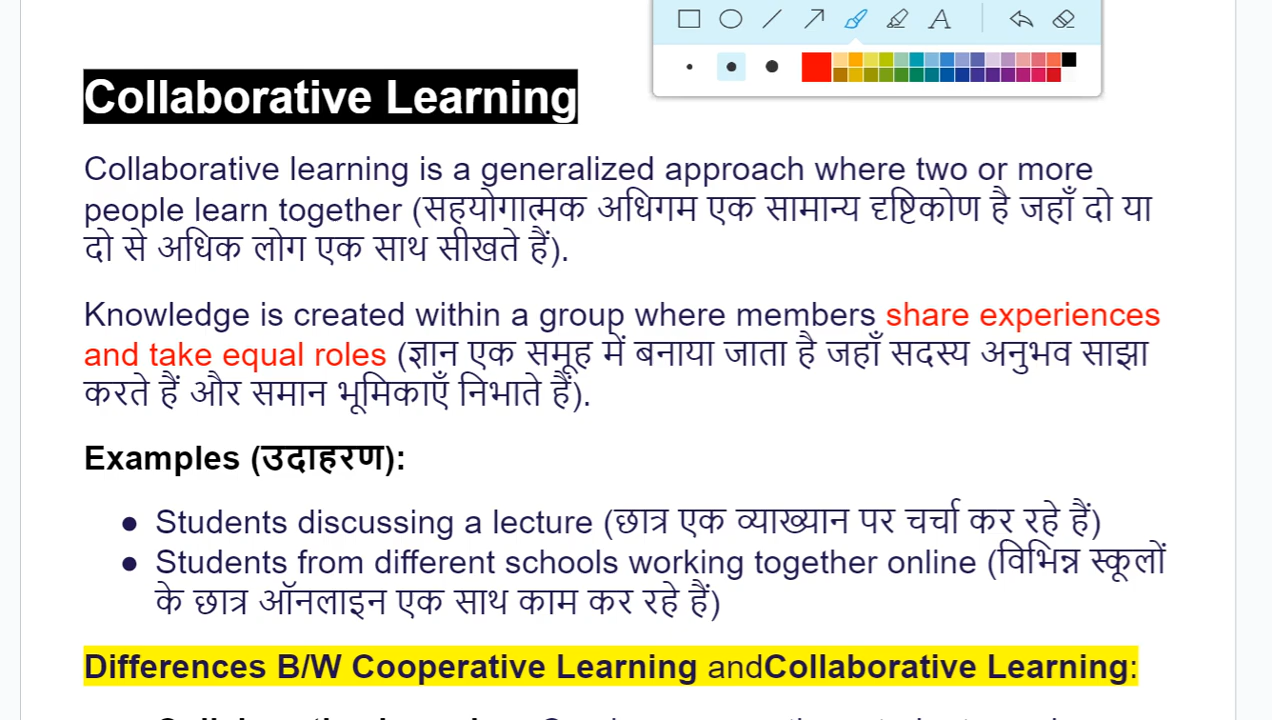 Collaborative Learning
Collaborative learning is a generalized approach where two or more
people learn together (सहयोगात्मक अधिगम एक सामान्य दृष्टिकोण है जहाँ दो या
दो से अधिक लोग एक साथ सीखते हैं).
Knowledge is created within a group where members share experiences
and take equal roles (ज्ञान एक समूह में बनाया जाता है जहाँ सदस्य अनुभव साझा
करते हैं और समान भूमिकाएँ निभाते हैं).
Examples (उदाहरण):
● Students discussing a lecture (छात्र एक व्याख्यान पर चर्चा कर रहे हैं)
● Students from different schools working together online (विभिन्न स्कूलों
के छात्र ऑनलाइन एक साथ काम कर रहे हैं)
Differences B/W Cooperative Learning andCollaborative Learning: